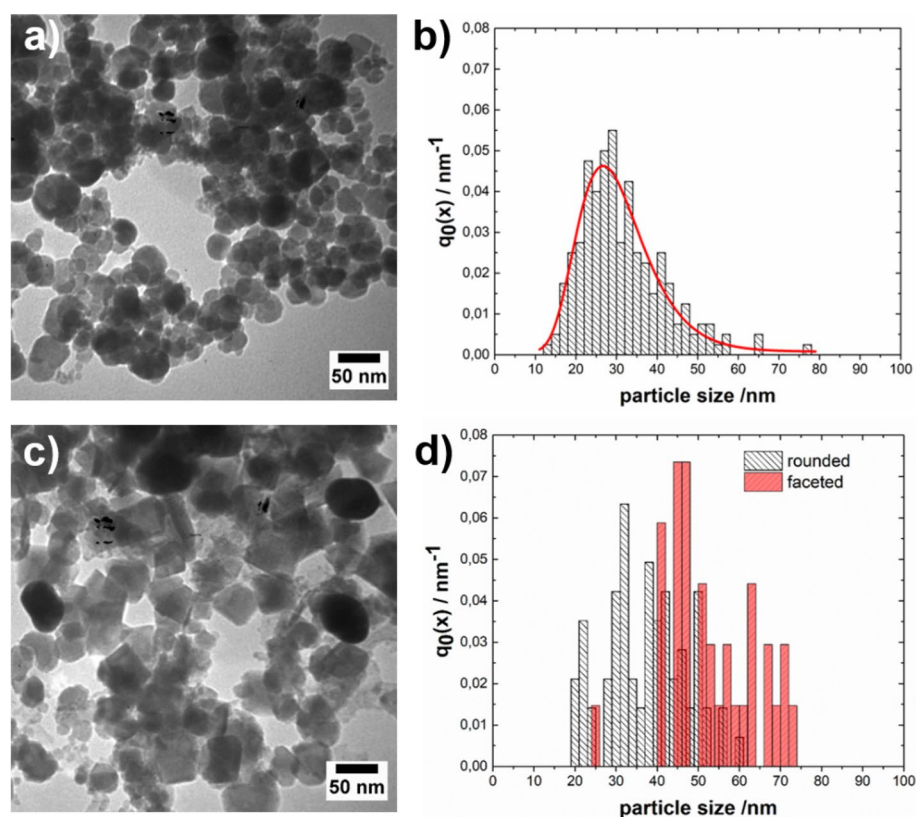 a)
50 nm
b)
0,08
0,07
0,06
0,05
0,04
0,03
0,02
0,01
0,00
q0(x) / nm-1
0 10 20 30 40 50 60 70 80 90 100
particle size /nm
c)
50 nm
d)
0,08
0,07
0,06
0,05
0,04
0,03
0,02
0,01
0,00
q0(x) / nm-1
rounded
faceted
0 10 20 30 40 50 60 70 80 90 100
particle size /nm